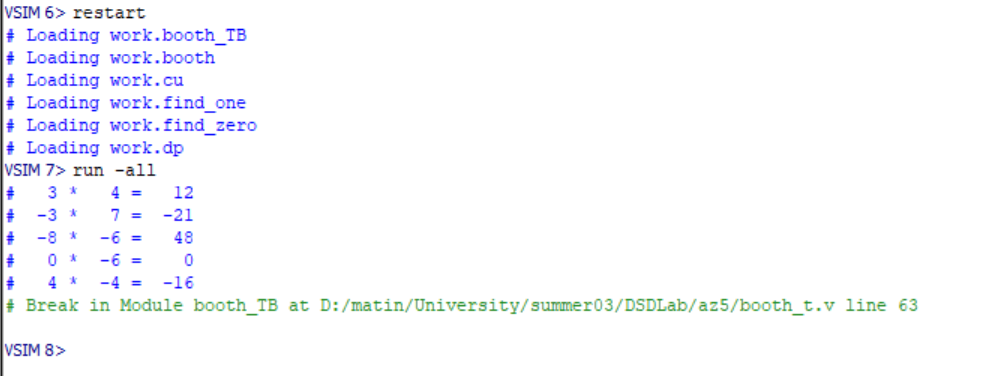 VSIM 6> restart
# Loading work.booth_TB
# Loading work.booth
# Loading work.cu
# Loading work.find_one
# Loading work.find_zero
# Loading work.dp
VSIM 7> run -all
#   3 *   4 =   12
#  -3 *   7 =  -21
#  -8 *  -6 =   48
#   0 *  -6 =    0
#   4 *  -4 =  -16
# Break in Module booth_TB at D:/matin/University/summer03/DSDLab/az5/booth_t.v line 63
VSIM 8>